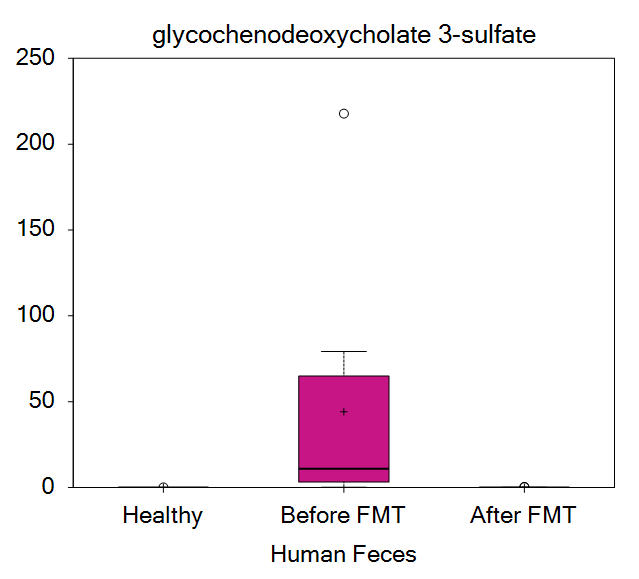 glycochenodeoxycholate 3-sulfate
250
200
150
100
50
0
Healthy Before FMT After FMT
Human Feces